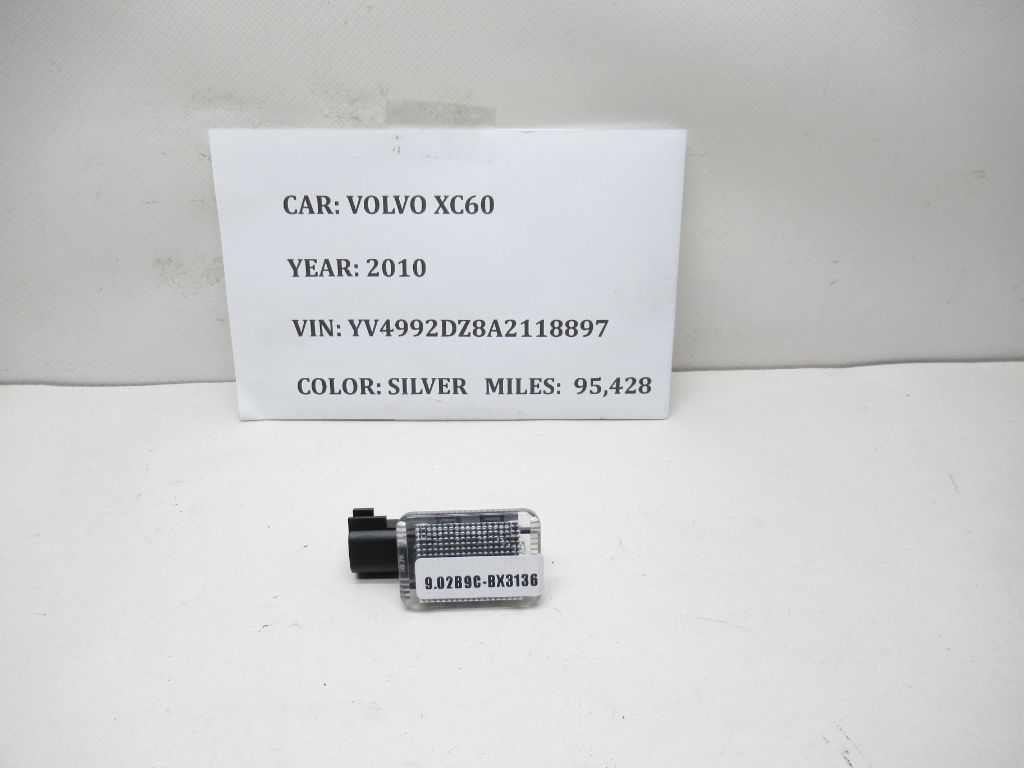 CAR: VOLVO XC60
YEAR: 2010
VIN: YV4992DZ8A2118897
COLOR: SILVER MILES: 95,428
9.02B9C-BX3136